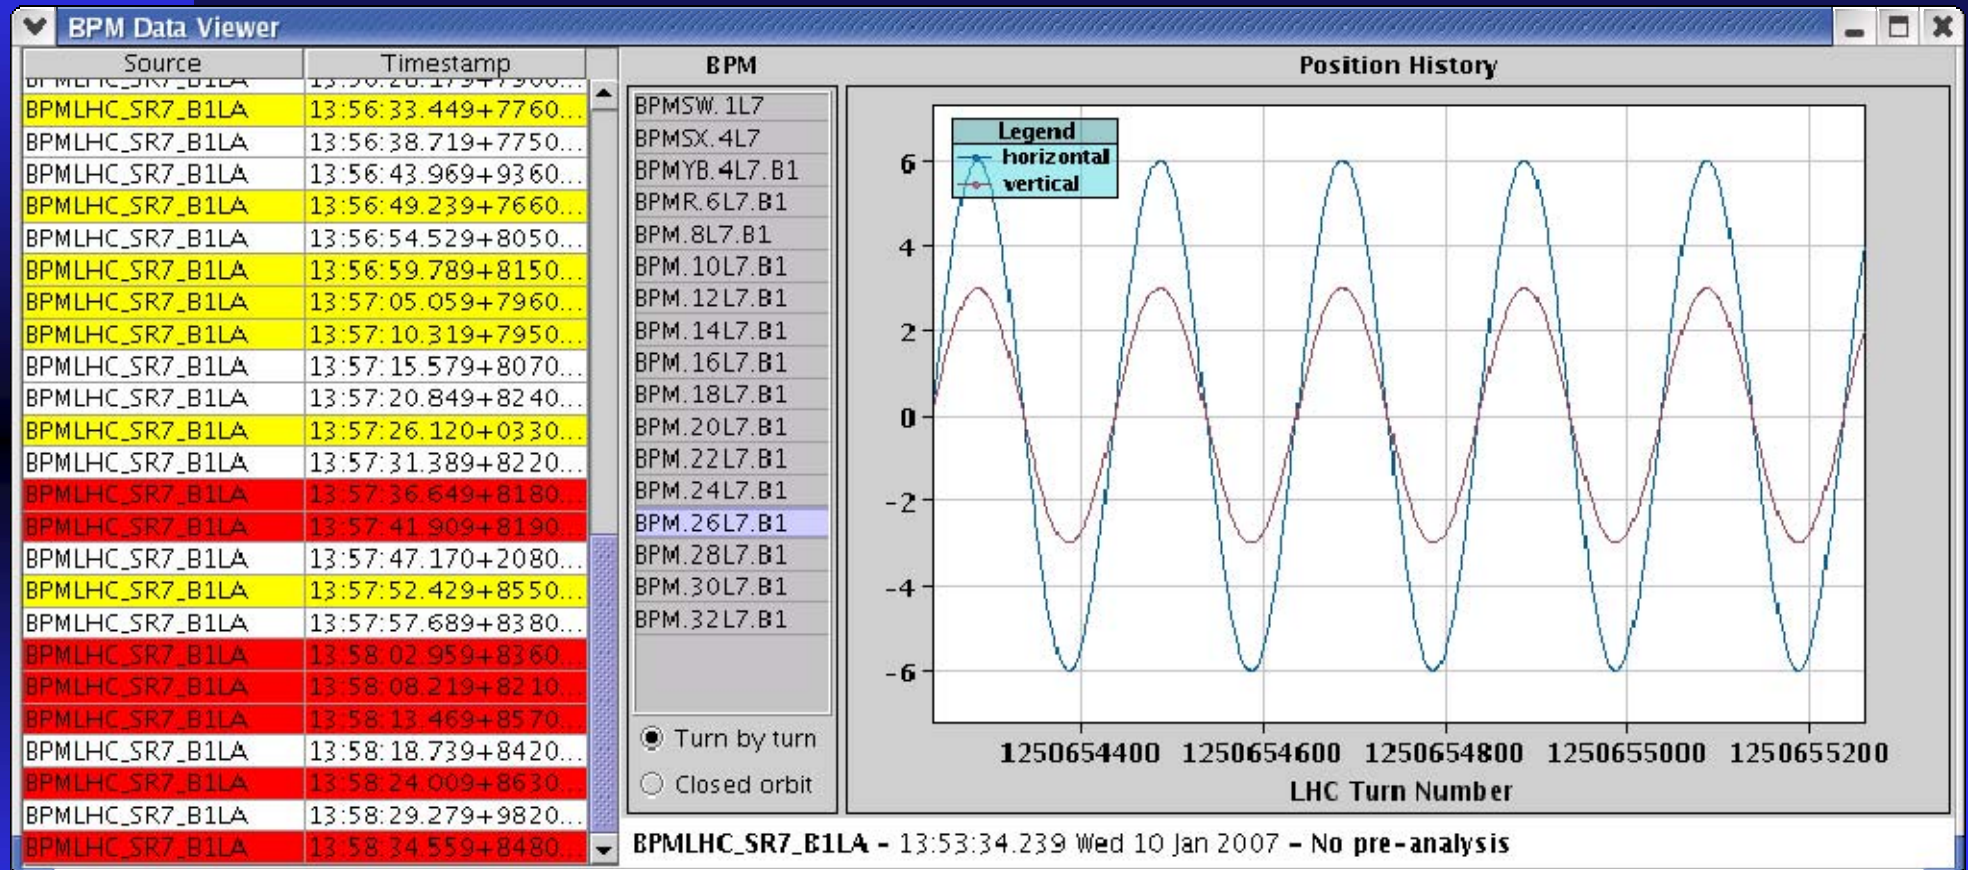 BPM Data Viewer
Source Timestamp
BPMLHC_SR7_B1LA 13:56:28.179+7960...
BPMLHC_SR7_B1LA 13:56:33.449+7760...
BPMLHC_SR7_B1LA 13:56:38.719+7750...
BPMLHC_SR7_B1LA 13:56:43.969+9360...
BPMLHC_SR7_B1LA 13:56:49.239+7660...
BPMLHC_SR7_B1LA 13:56:54.529+8050...
BPMLHC_SR7_B1LA 13:56:59.789+8150...
BPMLHC_SR7_B1LA 13:57:05.059+7960...
BPMLHC_SR7_B1LA 13:57:10.319+7950...
BPMLHC_SR7_B1LA 13:57:15.579+8070...
BPMLHC_SR7_B1LA 13:57:20.849+8240...
BPMLHC_SR7_B1LA 13:57:26.120+0330...
BPMLHC_SR7_B1LA 13:57:31.389+8220...
BPMLHC_SR7_B1LA 13:57:36.649+8180...
BPMLHC_SR7_B1LA 13:57:41.909+8190...
BPMLHC_SR7_B1LA 13:57:47.170+2080...
BPMLHC_SR7_B1LA 13:57:52.429+8550...
BPMLHC_SR7_B1LA 13:57:57.689+8380...
BPMLHC_SR7_B1LA 13:58:02.959+8360...
BPMLHC_SR7_B1LA 13:58:08.219+8210...
BPMLHC_SR7_B1LA 13:58:13.469+8570...
BPMLHC_SR7_B1LA 13:58:18.739+8420...
BPMLHC_SR7_B1LA 13:58:24.009+8630...
BPMLHC_SR7_B1LA 13:58:29.279+9820...
BPMLHC_SR7_B1LA 13:58:34.559+8480...
BPM
BPMSW.1L7
BPMSX.4L7
BPMYB.4L7.B1
BPMR.6L7.B1
BPM.8L7.B1
BPM.10L7.B1
BPM.12L7.B1
BPM.14L7.B1
BPM.16L7.B1
BPM.18L7.B1
BPM.20L7.B1
BPM.22L7.B1
BPM.24L7.B1
BPM.26L7.B1
BPM.28L7.B1
BPM.30L7.B1
BPM.32L7.B1
Turn by turn
Closed orbit
Position History
Legend
horizontal
vertical
6
4
2
0
-2
-4
-6
1250654400 1250654600 1250654800 1250655000 1250655200
LHC Turn Number
BPMLHC_SR7_B1LA - 13:53:34.239 Wed 10 Jan 2007 - No pre-analysis